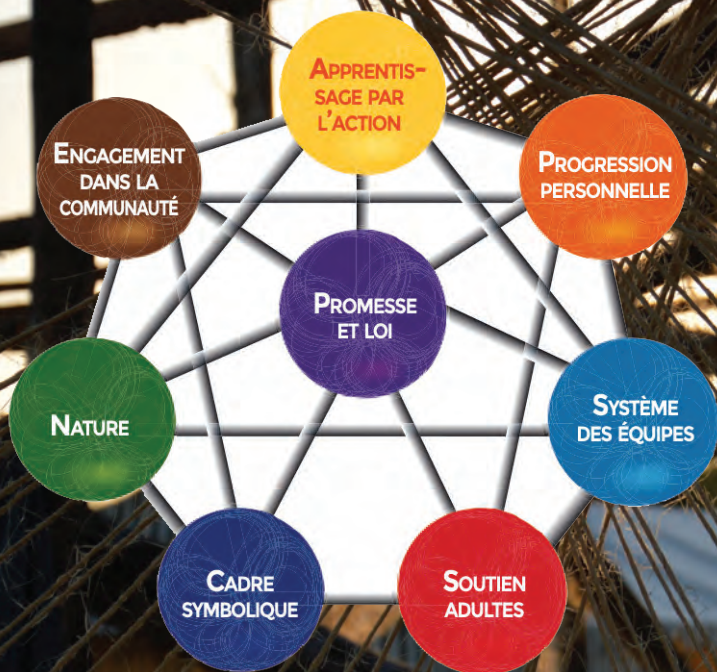 Apprentis-
sage par
l'action
Engagement
dans la
communauté
Progression
personnelle
Promesse
et loi
Nature
Système
des équipes
Cadre
symbolique
Soutien
adultes